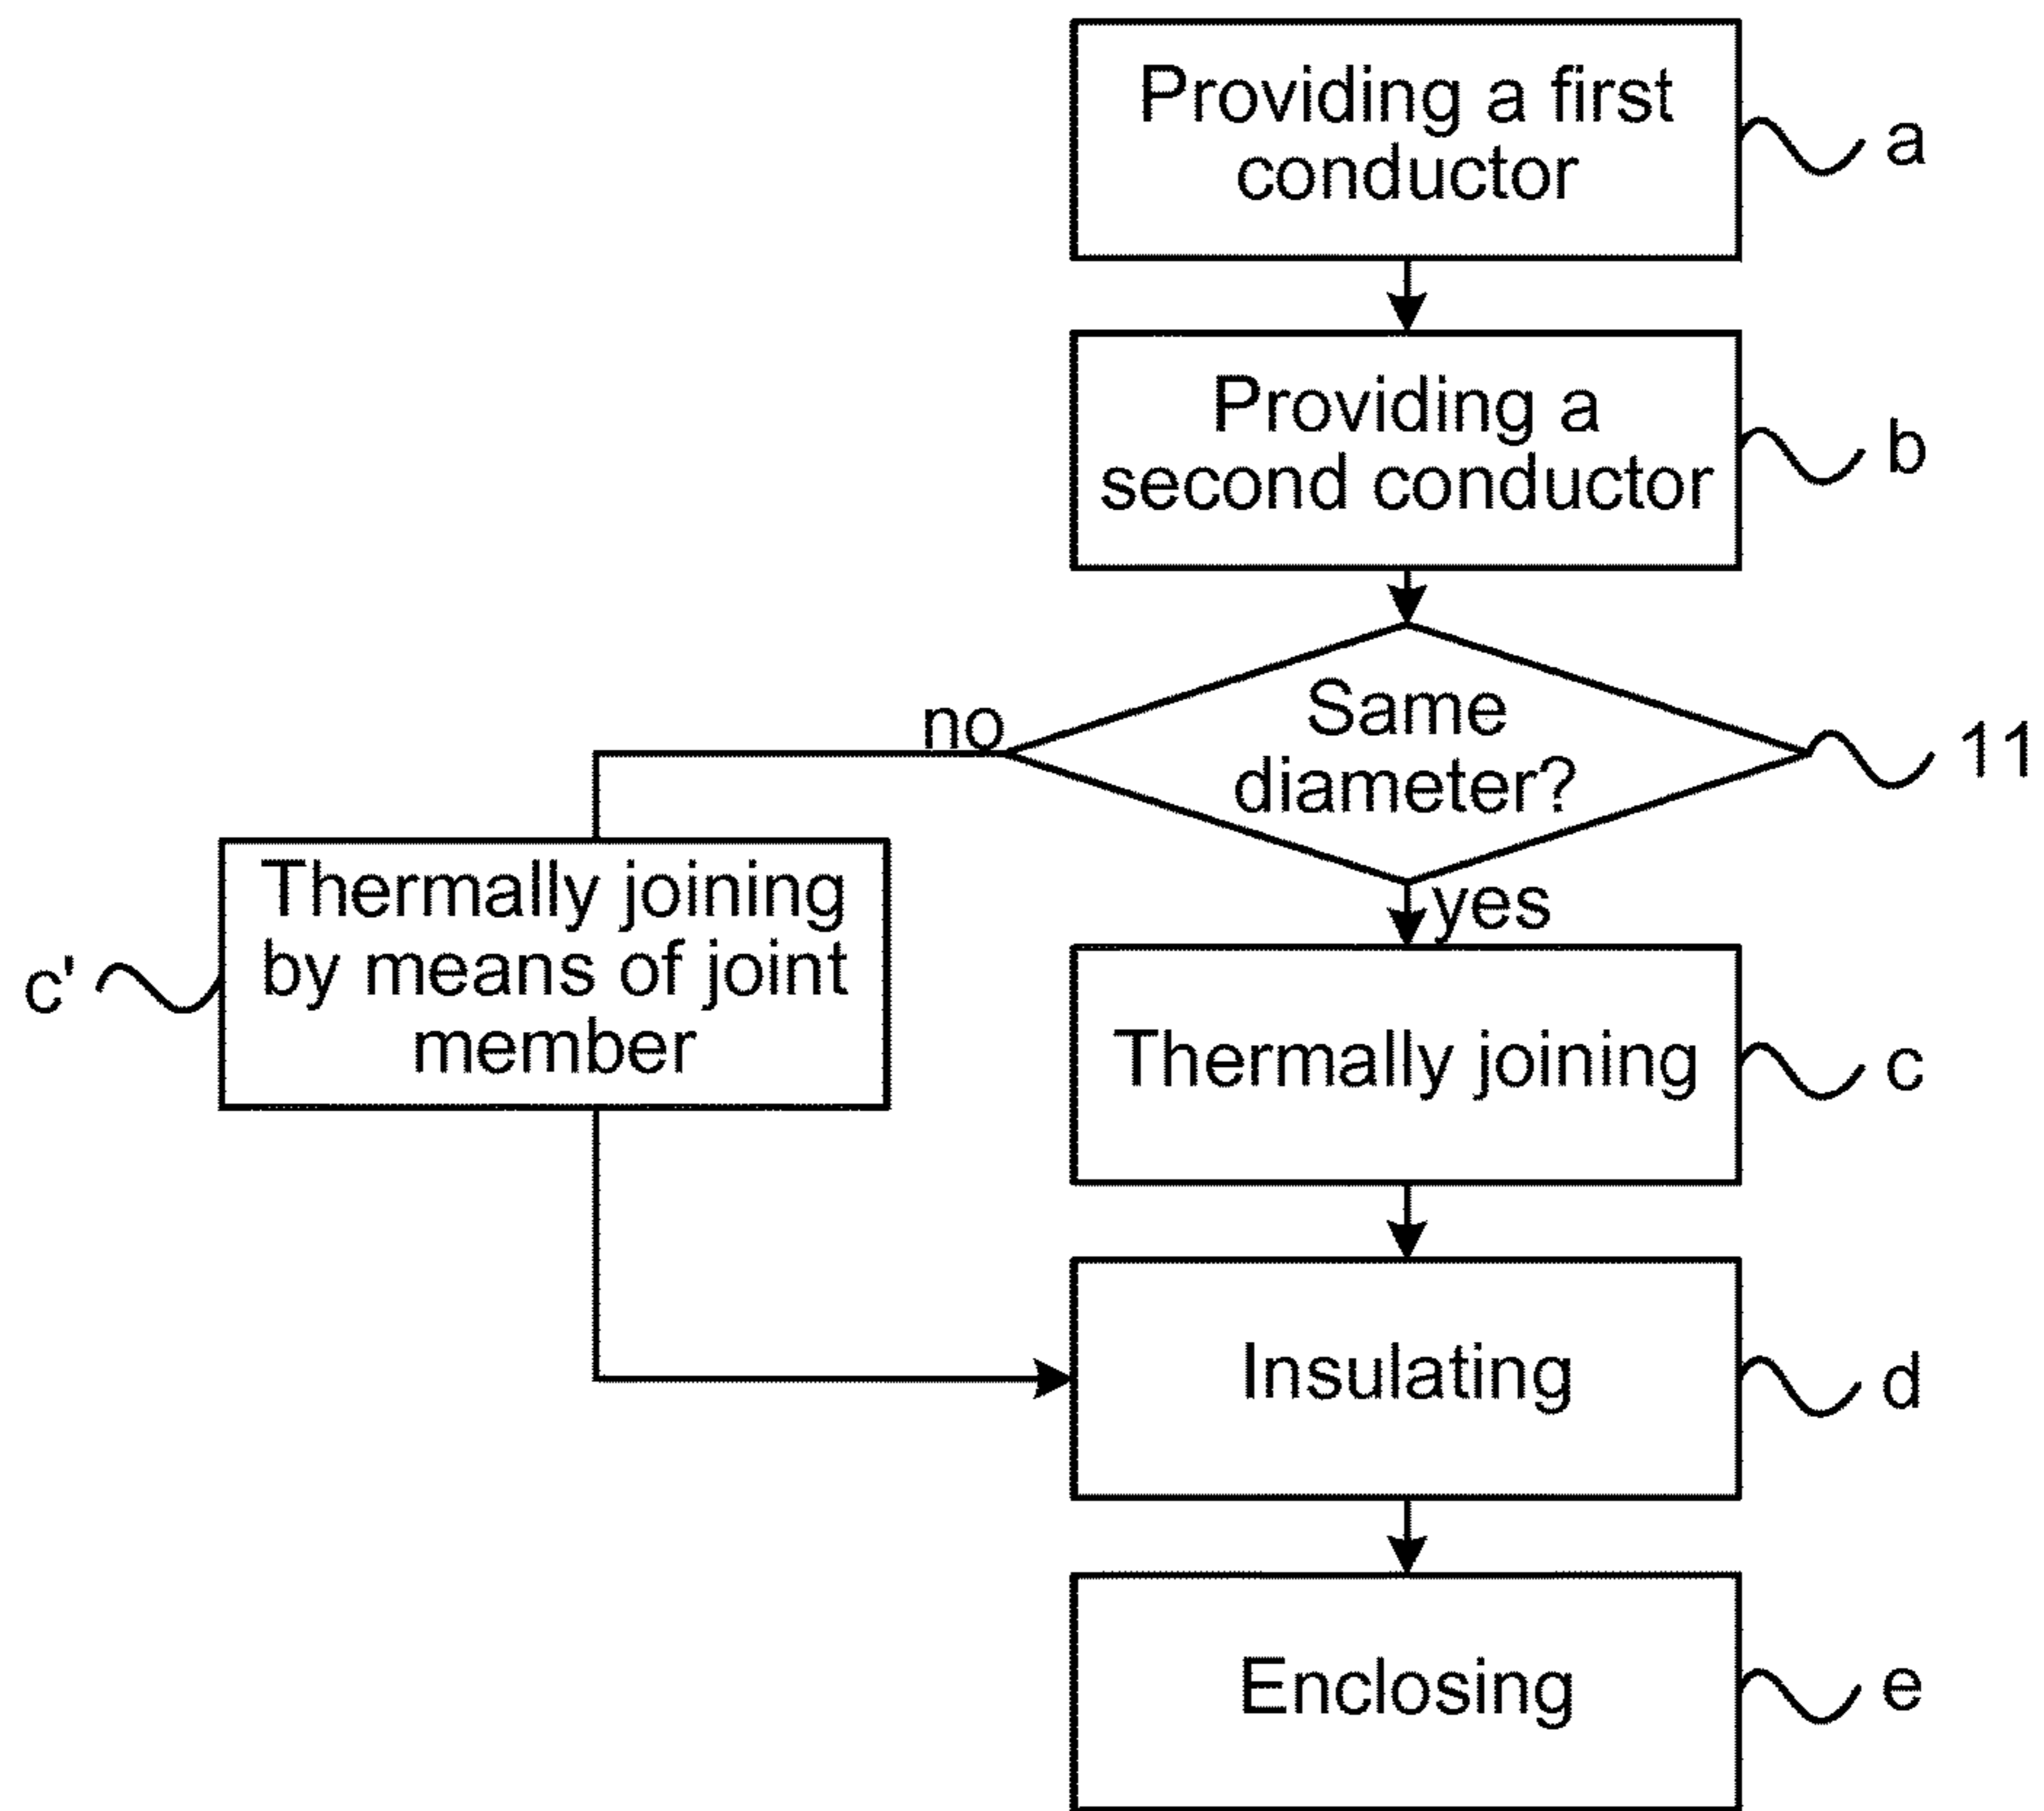 Providing a first
conductor
a
Providing a
second conductor
b
Same
diameter?
11
no
yes
Thermally joining
by means of joint
member
c'
Thermally joining
c
Insulating
d
Enclosing
e